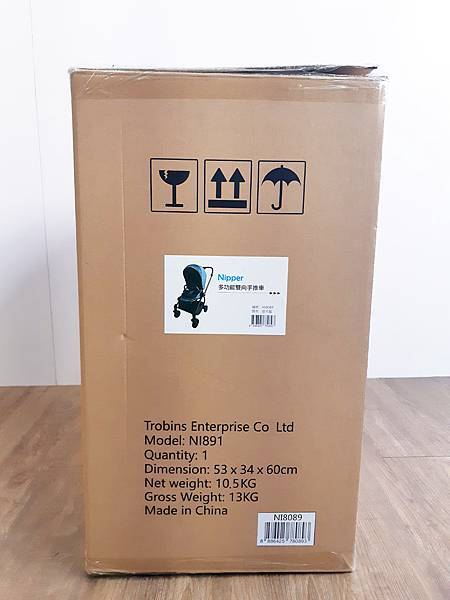 Nipper
多功能雙向手推車
Trobins Enterprise Co Ltd
Model: NI891
Quantity: 1
Dimension: 53 x 34 x 60cm
Net weight: 10.5KG
Gross Weight: 13KG
Made in China
NI8089